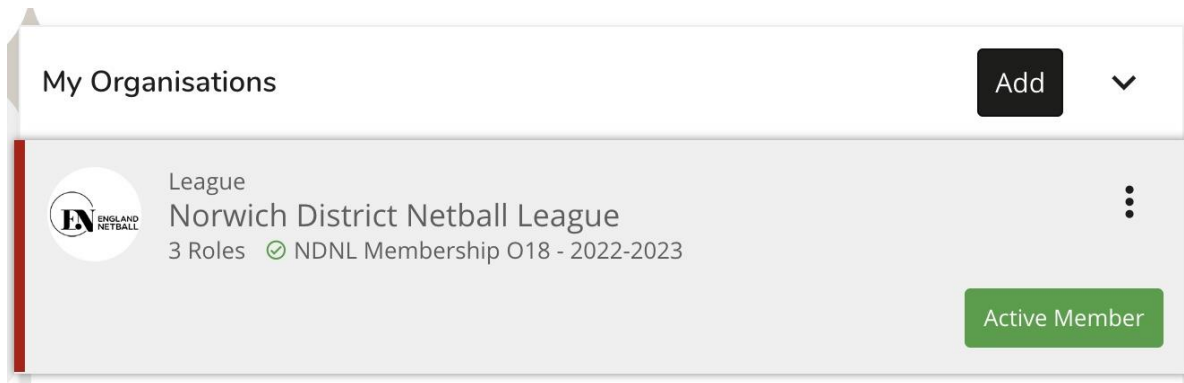 My Organisations
Add
League
EN ENGLAND
NETBALL
Norwich District Netball League
3 Roles NDNL Membership O18 - 2022-2023
Active Member